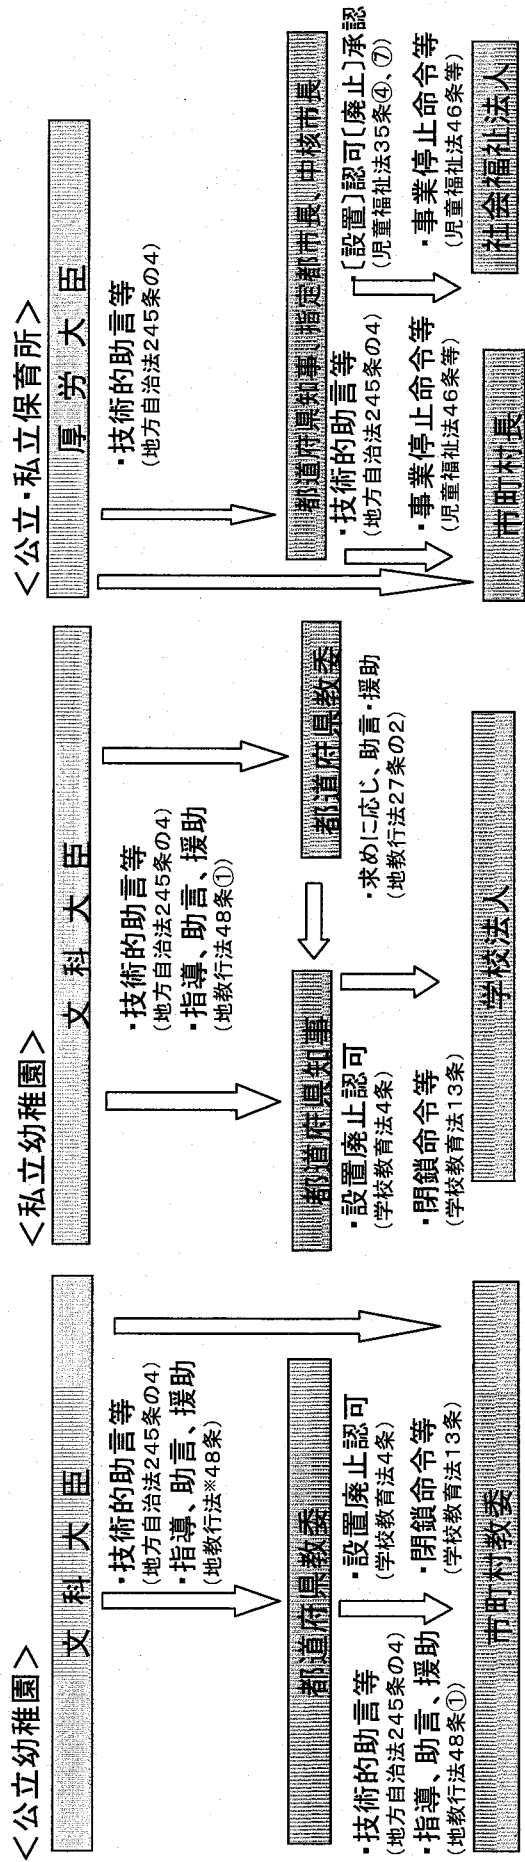 ＜公立幼稚園＞
文科大臣
・技術的助言等
(地方自治法245条の4)
・指導、助言、援助
(地教行法※48条)
都道府県教委
・技術的助言等
(地方自治法245条の4)
・指導、助言、援助
(地教行法48条①)
・設置廃止認可
(学校教育法4条)
・閉鎖命令等
(学校教育法13条)
市町村教委
＜私立幼稚園＞
文科大臣
・技術的助言等
(地方自治法245条の4)
・指導、助言、援助
(地教行法48条①)
都道府県知事
都道府県教委
・求めに応じ、助言・援助
(地教行法27条の2)
・設置廃止認可
(学校教育法4条)
・閉鎖命令等
(学校教育法13条)
学校法人
＜公立・私立保育所＞
厚労大臣
・技術的助言等
(地方自治法245条の4)
都道府県知事、指定都市長、中核市長
・技術的助言等
(地方自治法245条の4)
・事業停止命令等
(児童福祉法46条等)
・〔設置〕認可〔廃止〕承認
(児童福祉法35条④、⑦)
・事業停止命令等
(児童福祉法46条等)
市町村長
社会福祉法人